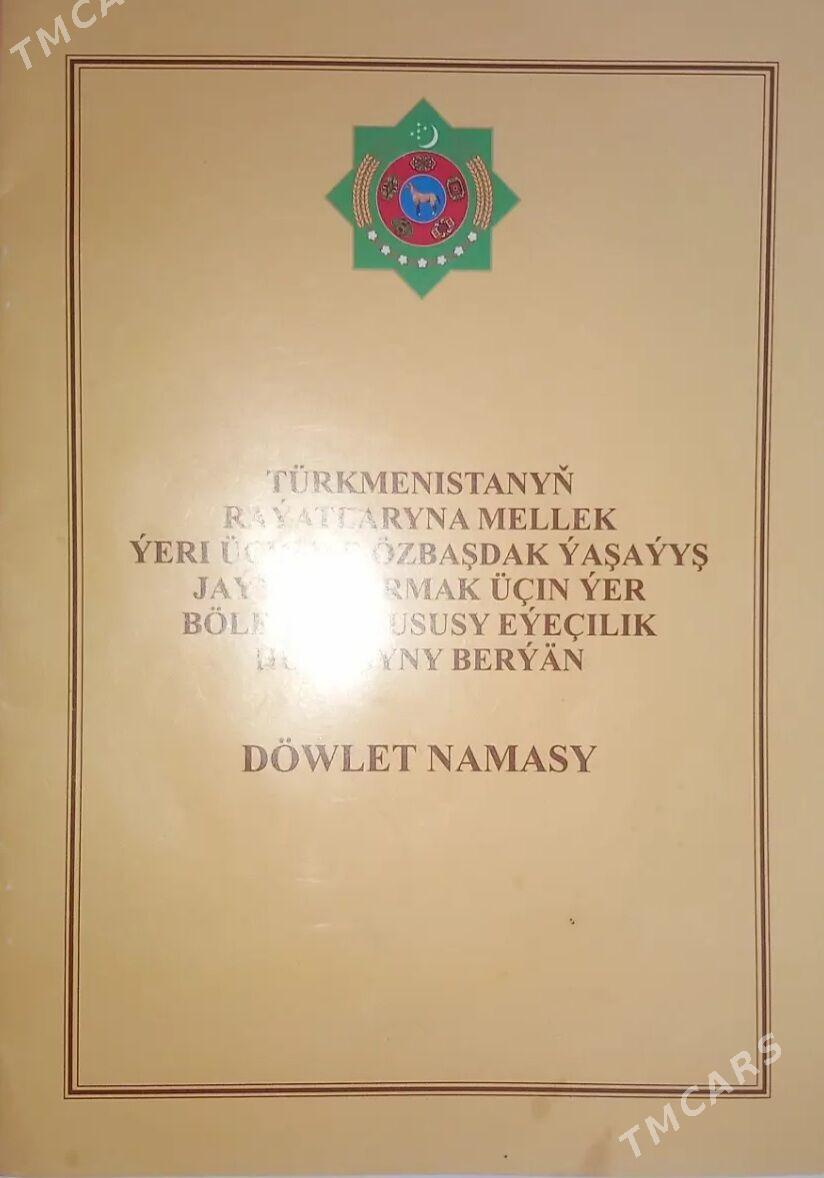 TMCARS
TÜRKMENISTANYŇ
RAÝATLARYNA MELLEK
ÝERI ÖZBAŞDAK ÝAŞAÝYŞ
ÜÇIN ÝER
EÝEÇILIK
BERÝÄN
DÖWLET NAMASY
TMCARS